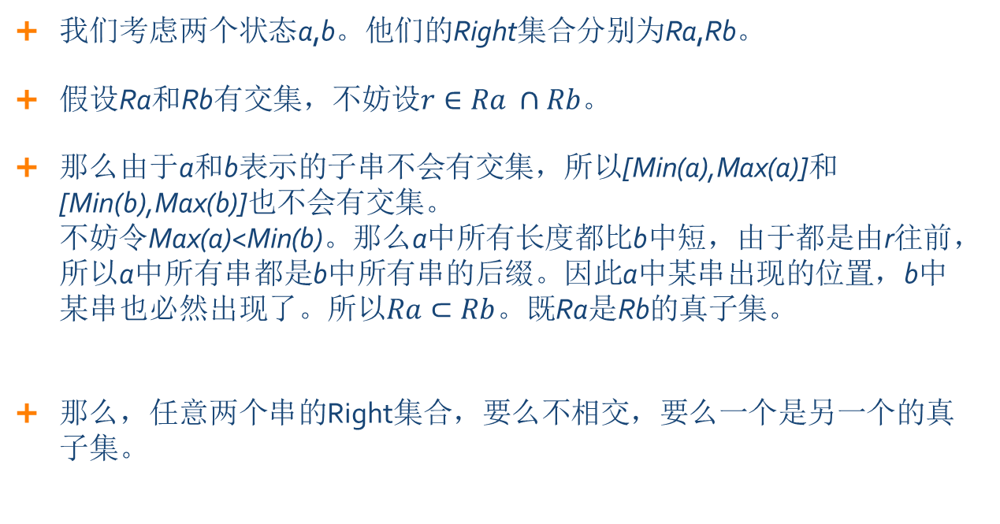 我们考虑两个状态a,b。他们的Right集合分别为Ra,Rb。
假设Ra和Rb有交集，不妨设r ∈ Ra ∩ Rb。
那么由于a和b表示的子串不会有交集，所以[Min(a),Max(a)]和
[Min(b),Max(b)]也不会有交集。
不妨令Max(a)<Min(b)。那么a中所有长度都比b中短，由于都是由r往前，
所以a中所有串都是b中所有串的后缀。因此a中某串出现的位置，b中
某串也必然出现了。所以Ra ⊂ Rb。既Ra是Rb的真子集。
那么，任意两个串的Right集合，要么不相交，要么一个是另一个的真
子集。